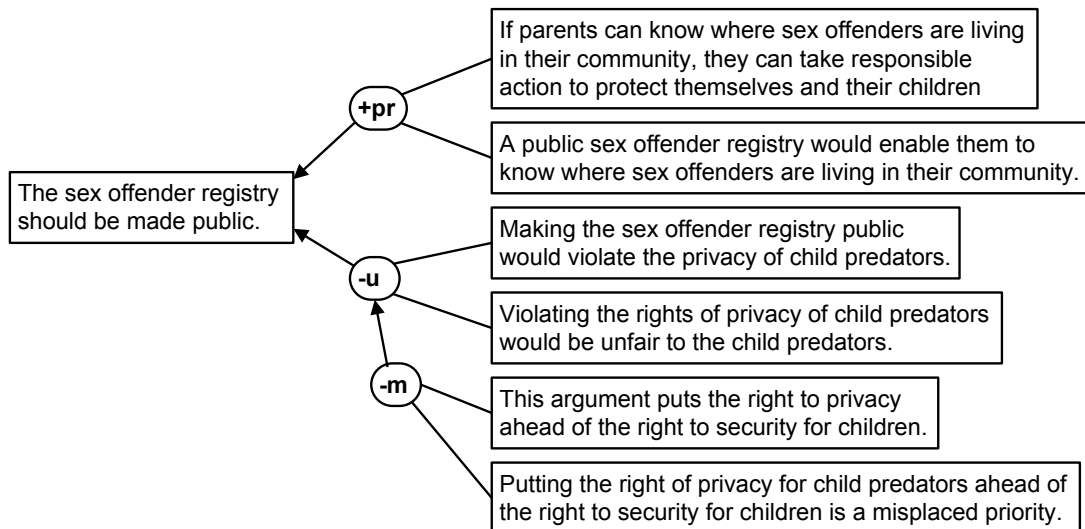 If parents can know where sex offenders are living
in their community, they can take responsible
action to protect themselves and their children
+pr
A public sex offender registry would enable them to
know where sex offenders are living in their community.
The sex offender registry
should be made public.
Making the sex offender registry public
would violate the privacy of child predators.
-u
Violating the rights of privacy of child predators
would be unfair to the child predators.
-m
This argument puts the right to privacy
ahead of the right to security for children.
Putting the right of privacy for child predators ahead of
the right to security for children is a misplaced priority.